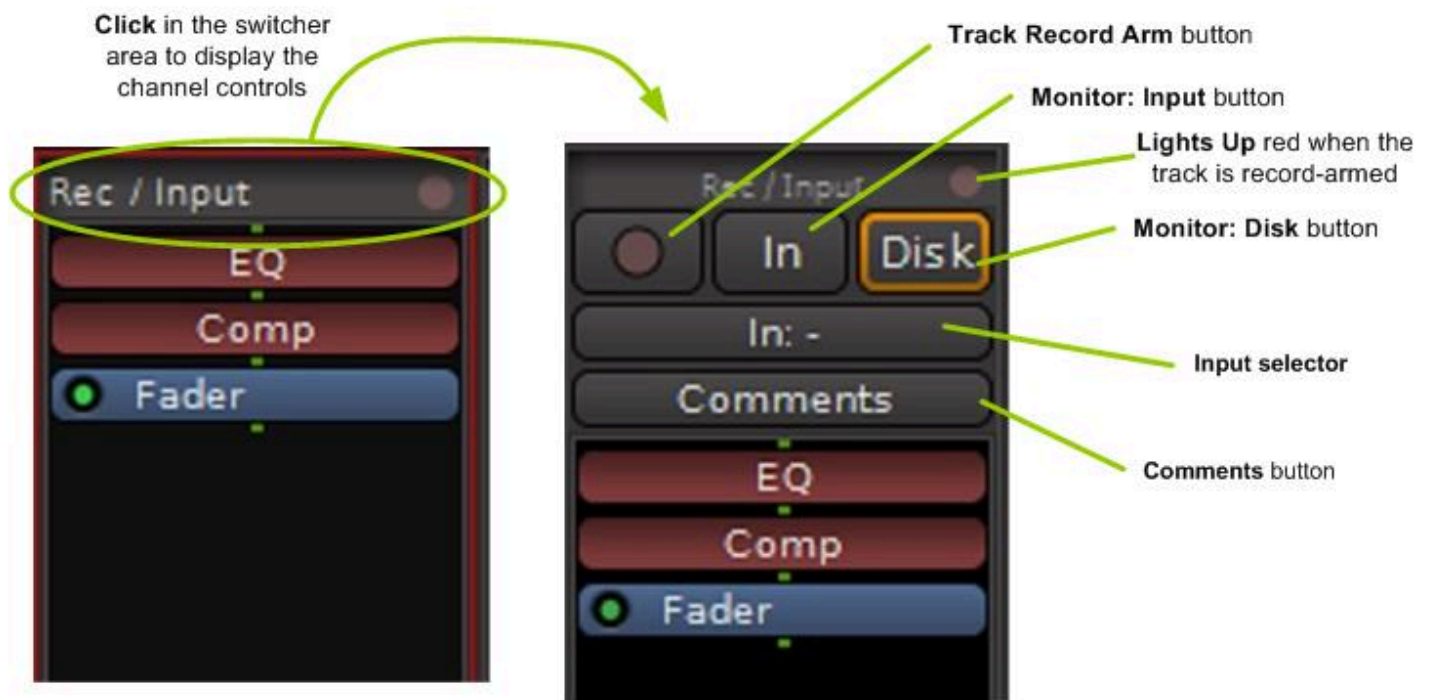 Click in the switcher
area to display the
channel controls
Rec / Input
EQ
Comp
Fader
Track Record Arm button
Monitor: Input button
Lights Up red when the
track is record-armed
Monitor: Disk button
Input selector
Comments button
Rec / Input
In
Disk
In: -
Comments
EQ
Comp
Fader